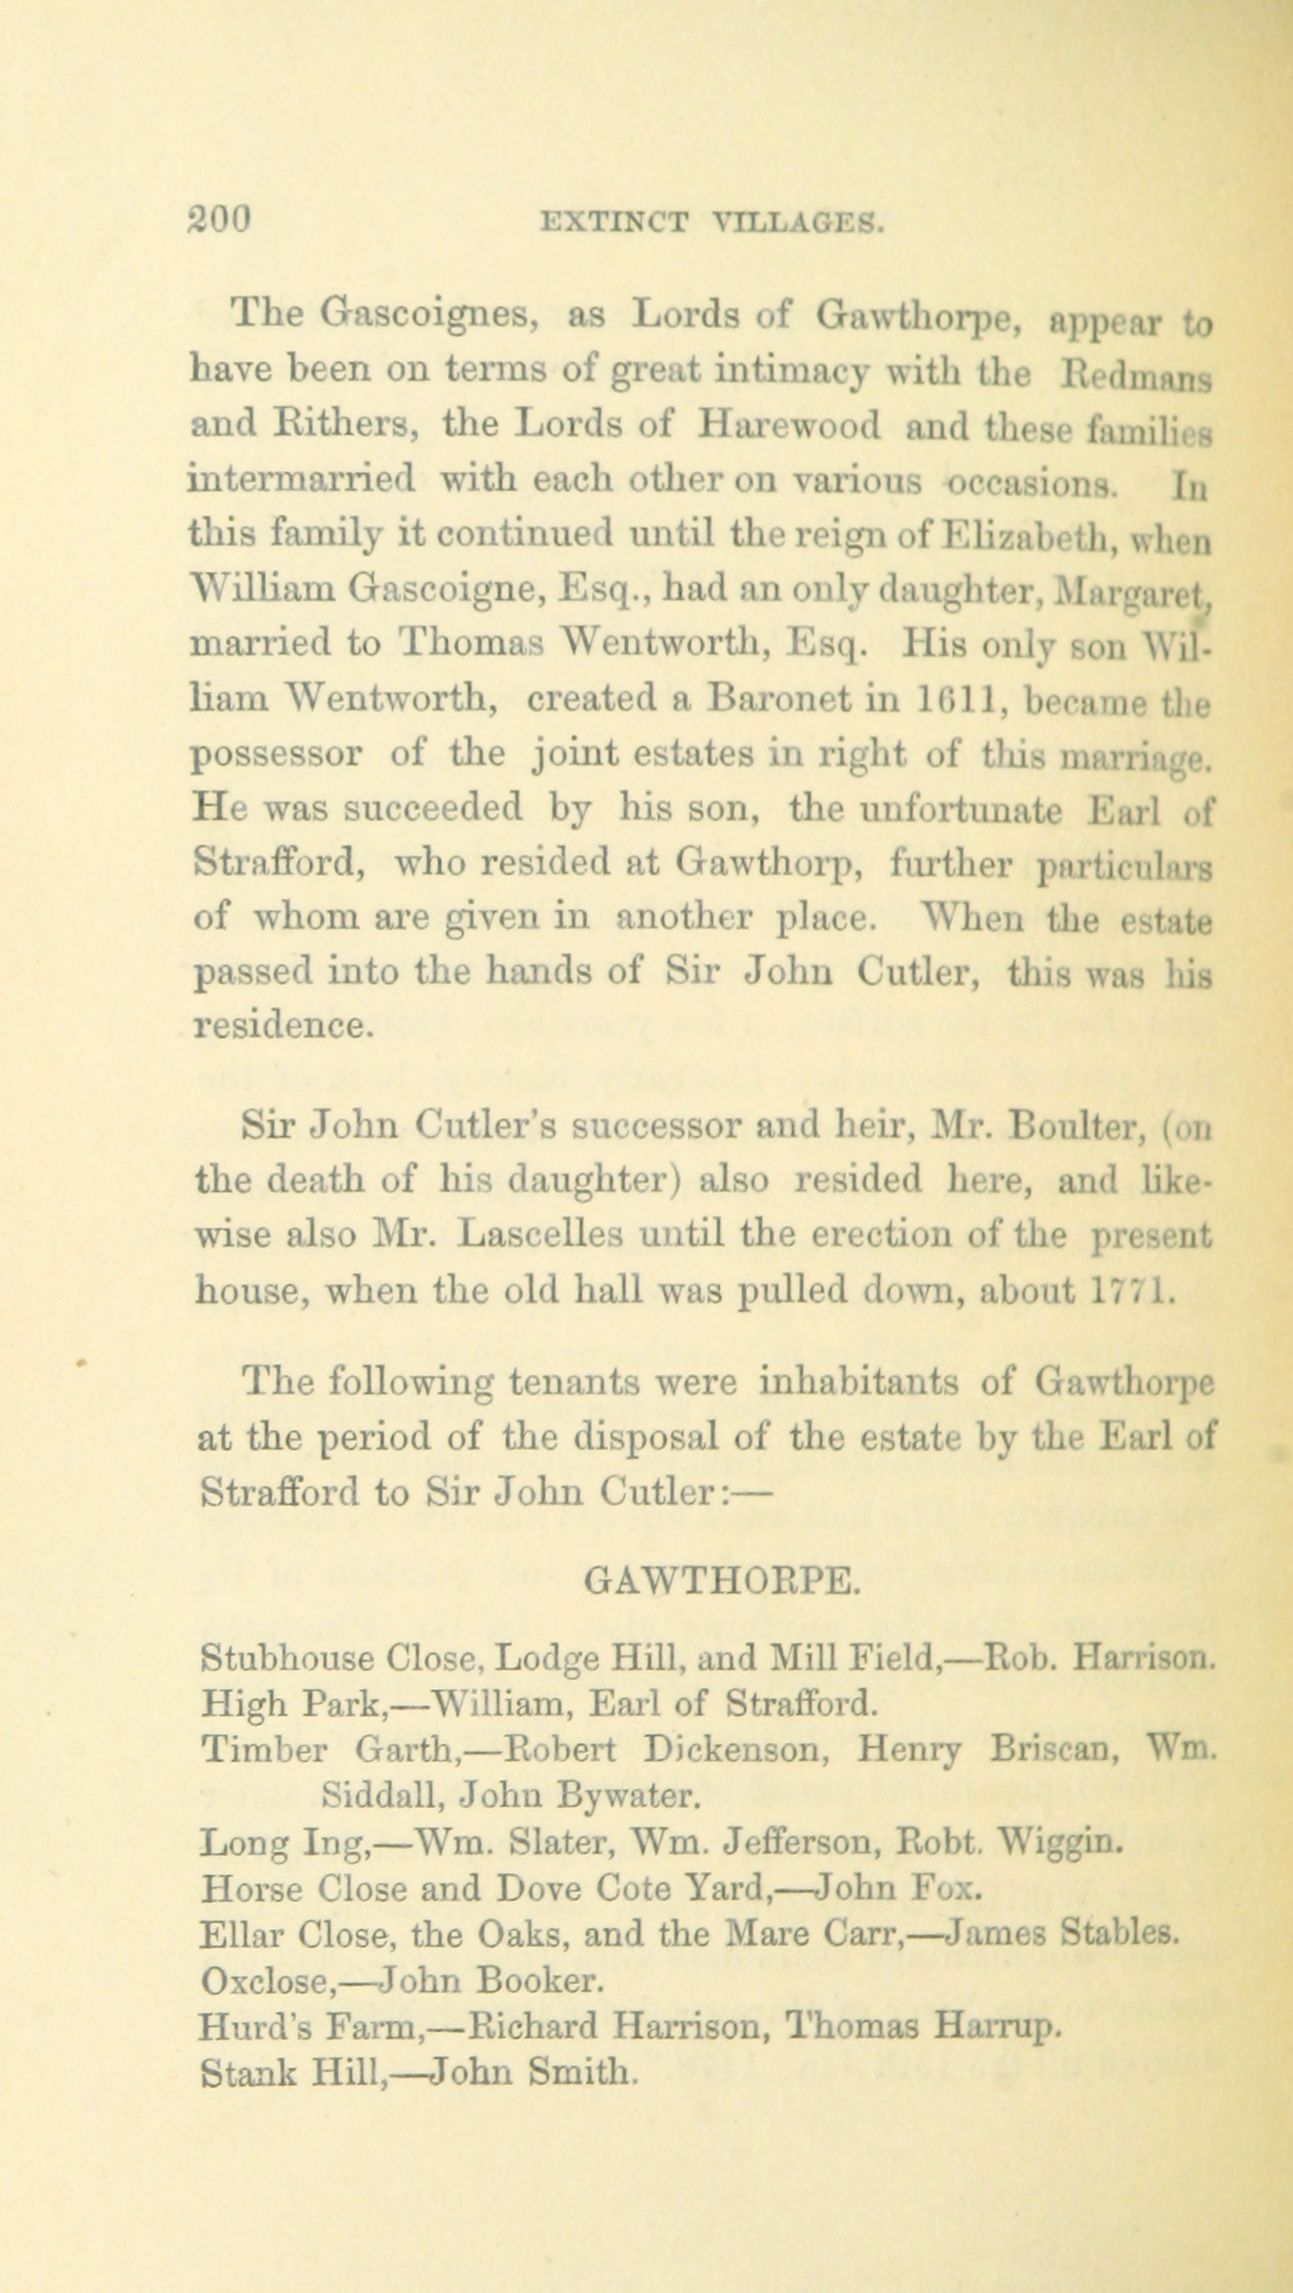 200 EXTINCT VILLAGES.
The Gascoignes, as Lords of Gawthorpe, appear to
have been on terms of great intimacy with the Redmans
and Rithers, the Lords of Harewood and these families
intermarried with each other on various occasions. In
this family it continued until the reign of Elizabeth, when
William Gascoigne, Esq., had an only daughter, Margaret,
married to Thomas Wentworth, Esq. His only son Wil-
liam Wentworth, created a Baronet in 1611, became the
possessor of the joint estates in right of this marriage.
He was succeeded by his son, the unfortunate Earl of
Strafford, who resided at Gawthorp, further particulars
of whom are given in another place. When the estate
passed into the hands of Sir John Cutler, this was his
residence.
Sir John Cutler's successor and heir, Mr. Boulter, (on
the death of his daughter) also resided here, and like-
wise also Mr. Lascelles until the erection of the present
house, when the old hall was pulled down, about 1771.
The following tenants were inhabitants of Gawthorpe
at the period of the disposal of the estate by the Earl of
Strafford to Sir John Cutler:—
GAWTHORPE.
Stubhouse Close, Lodge Hill, and Mill Field,—Rob. Harrison.
High Park,—William, Earl of Strafford.
Timber Garth,—Robert Dickenson, Henry Briscan, Wm.
Siddall, John Bywater.
Long Ing,—Wm. Slater, Wm. Jefferson, Robt. Wiggin.
Horse Close and Dove Cote Yard,—John Fox.
Ellar Close, the Oaks, and the Mare Carr,—James Stables.
Oxclose,—John Booker.
Hurd's Farm,—Richard Harrison, Thomas Harrup.
Stank Hill,—John Smith.